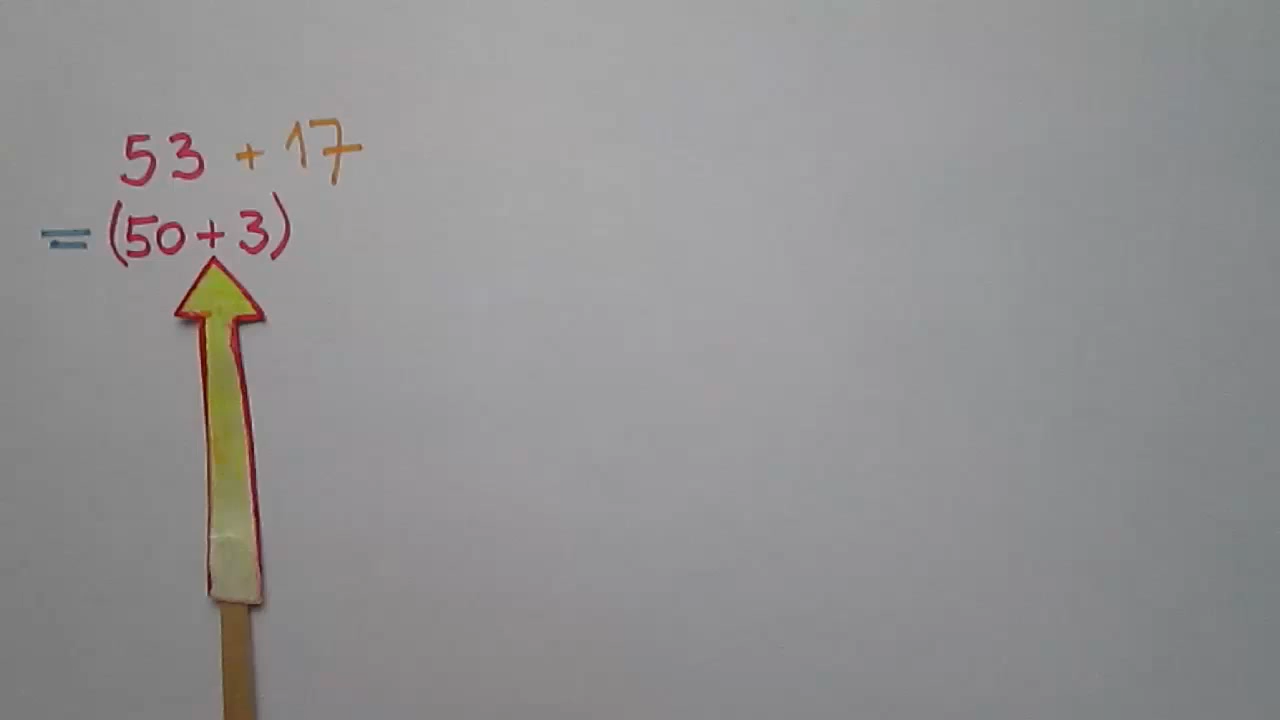 53 + 17
= (50 + 3)